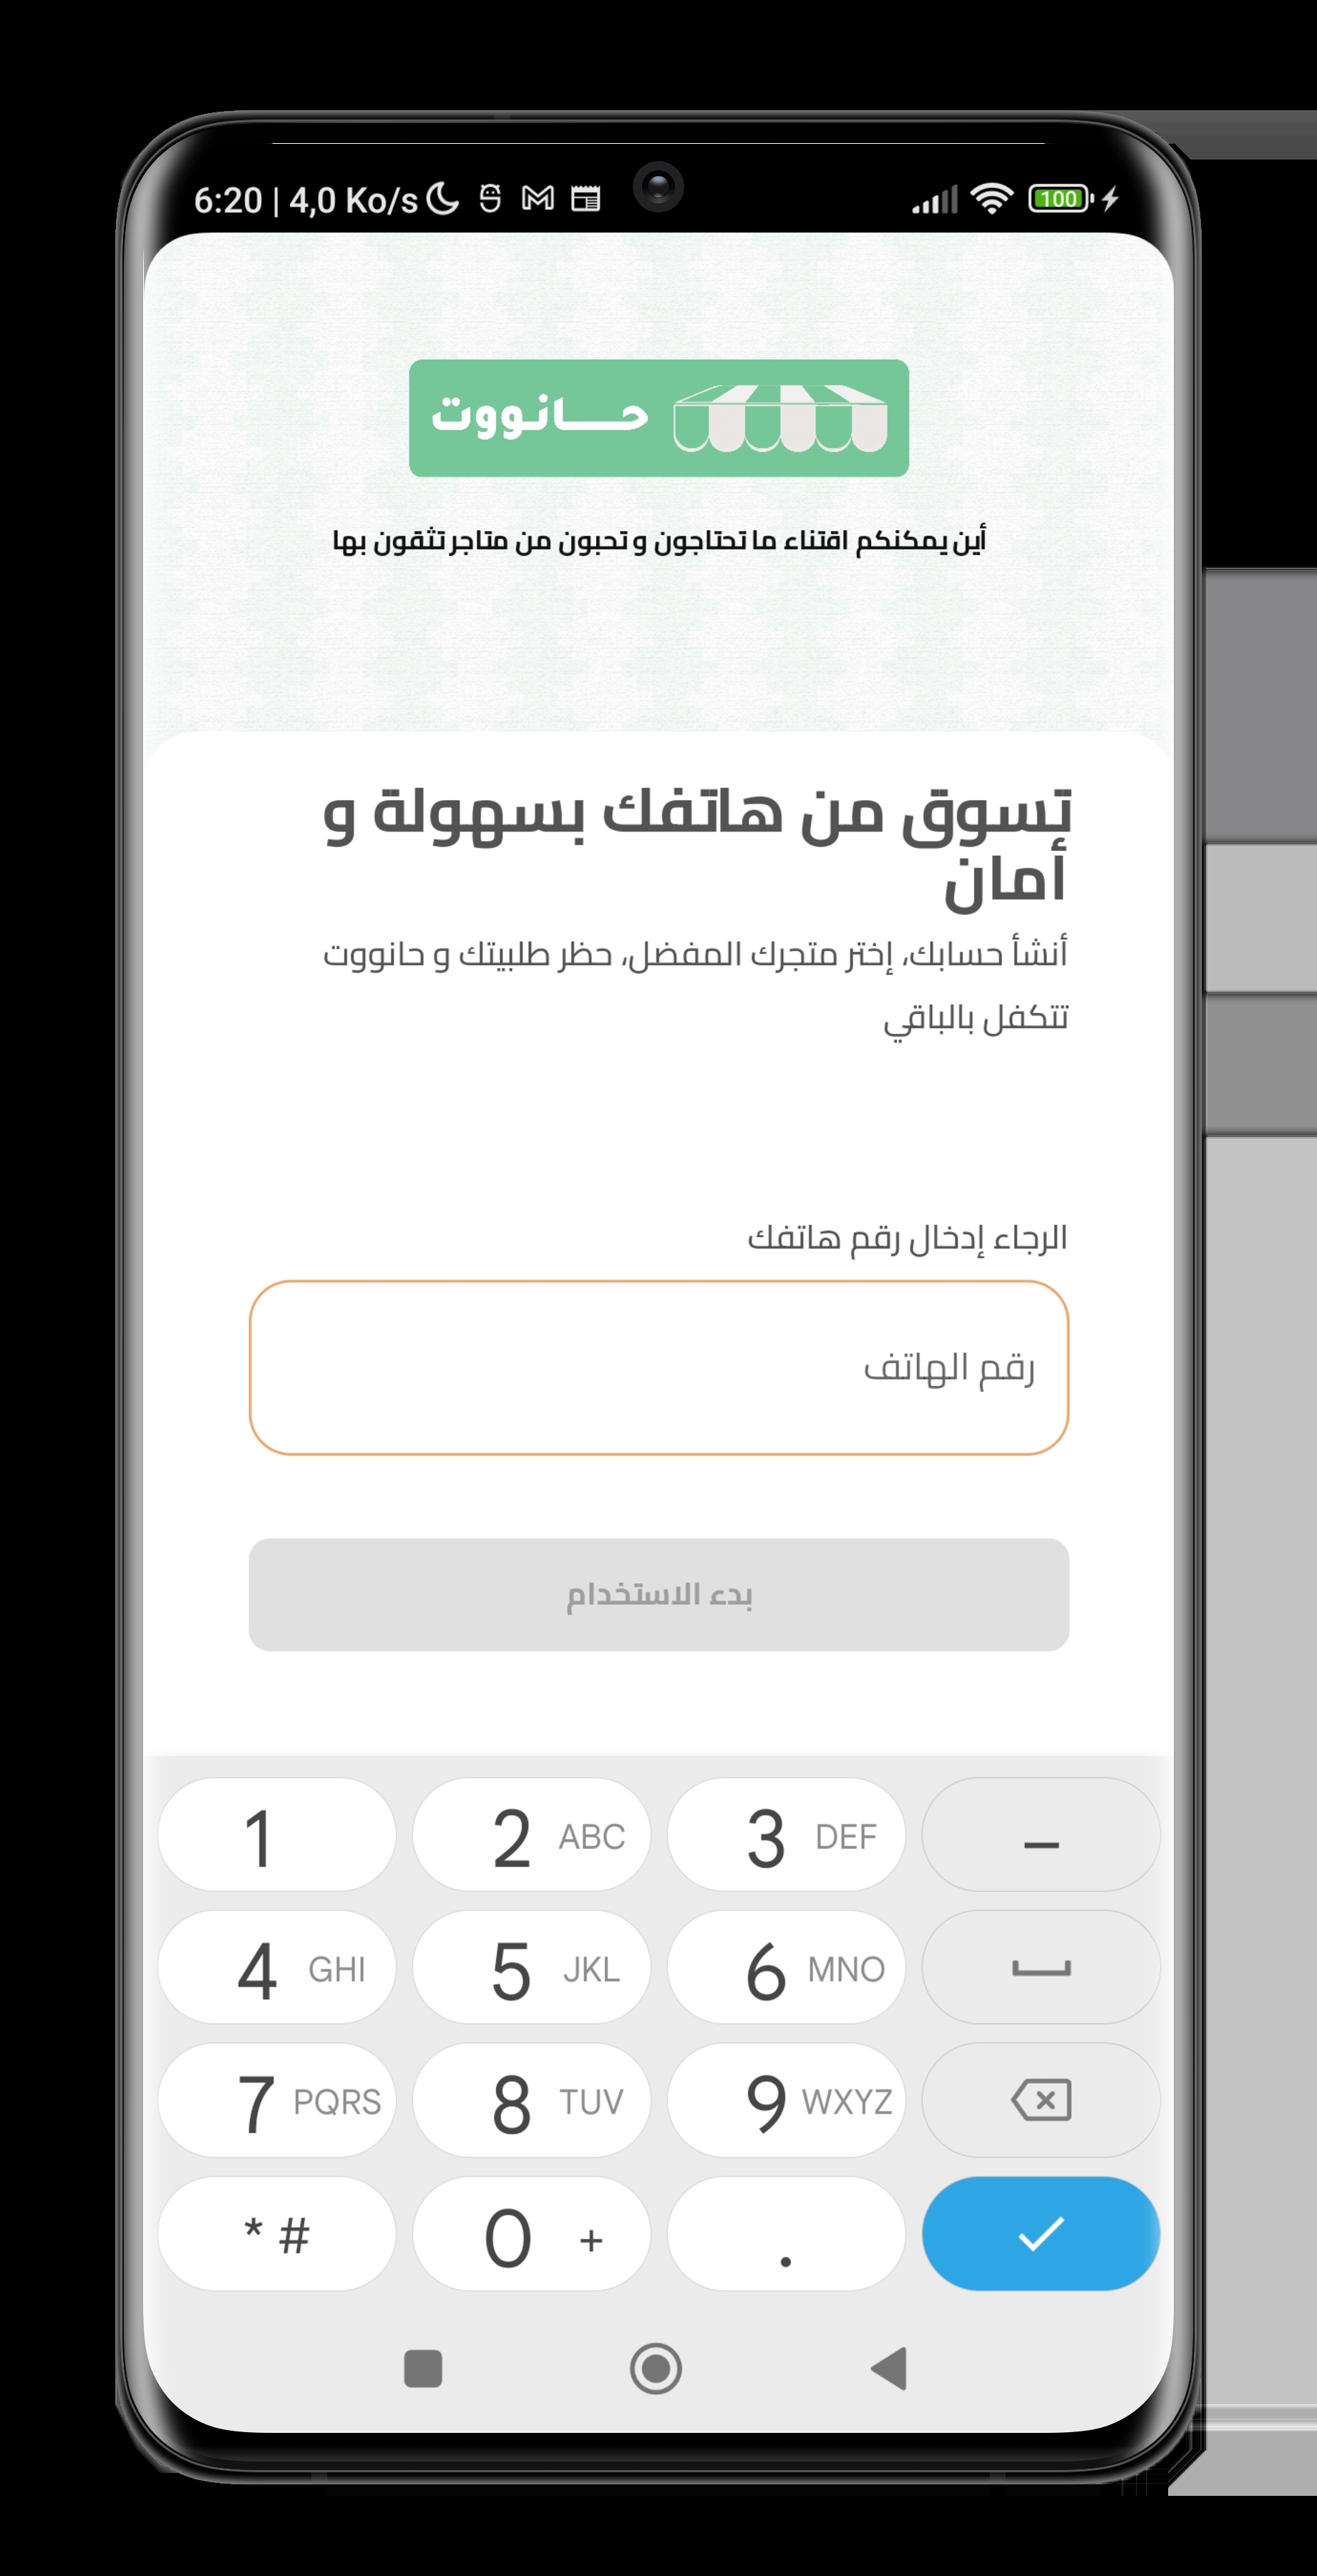 6:20 | 4,0 Ko/s
100
حـــانووت
أين يمكنكم اقتناء ما تحتاجون و تحبون من متاجر تثقون بها
تسوق من هاتفك بسهولة و
أمان
أنشأ حسابك، إختر متجرك المفضل، حظر طلبيتك و حانووت
تتكفل بالباقي
الرجاء إدخال رقم هاتفك
رقم الهاتف
بدء الاستخدام
1 2 ABC 3 DEF –
4 GHI 5 JKL 6 MNO
7 PQRS 8 TUV 9 WXYZ
* # 0 + .